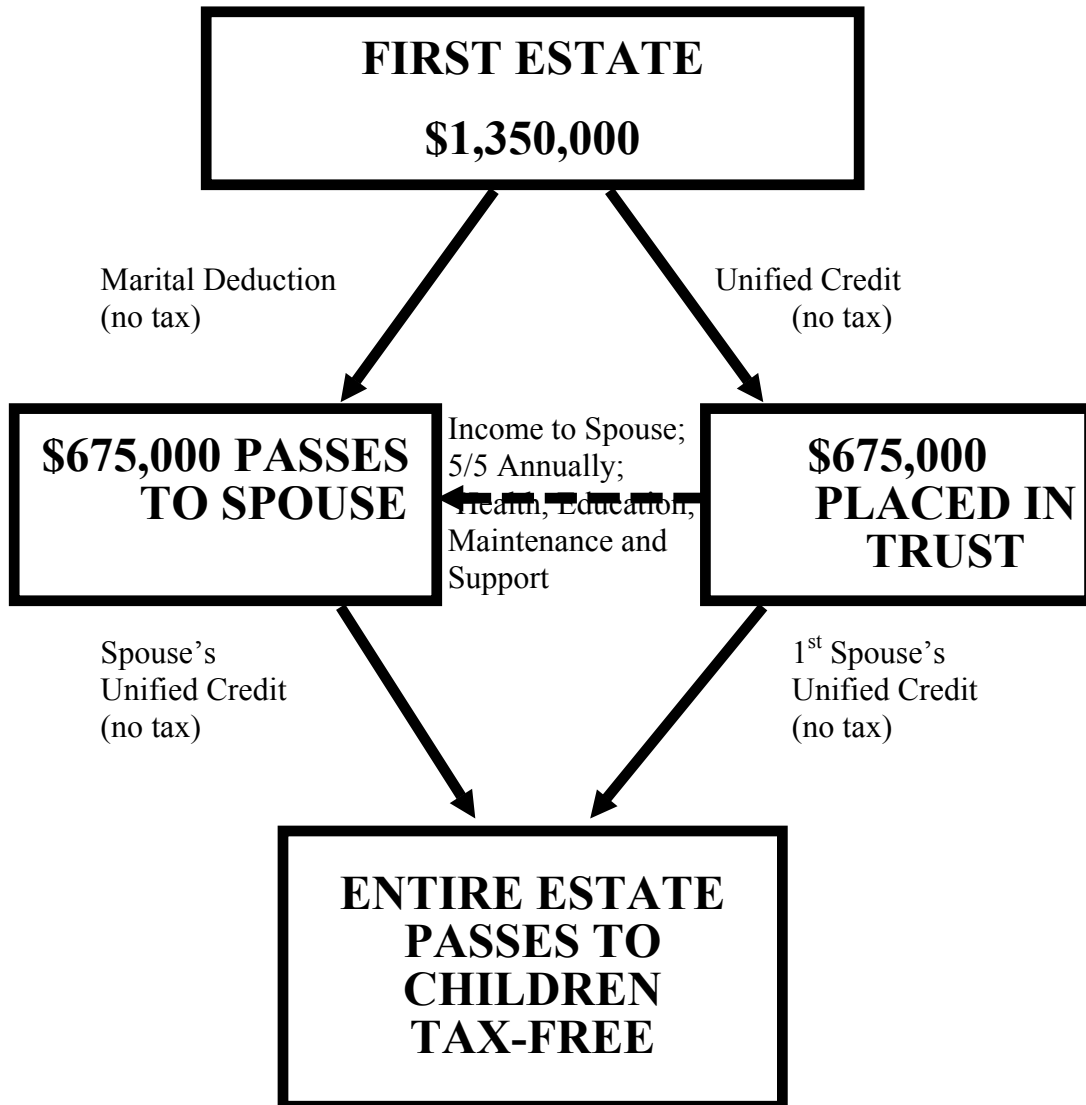 FIRST ESTATE
$1,350,000
Marital Deduction
(no tax)
Unified Credit
(no tax)
$675,000 PASSES
TO SPOUSE
Income to Spouse;
5/5 Annually;
Health, Education,
Maintenance and
Support
$675,000
PLACED IN
TRUST
Spouse’s
Unified Credit
(no tax)
1st Spouse’s
Unified Credit
(no tax)
ENTIRE ESTATE
PASSES TO
CHILDREN
TAX-FREE